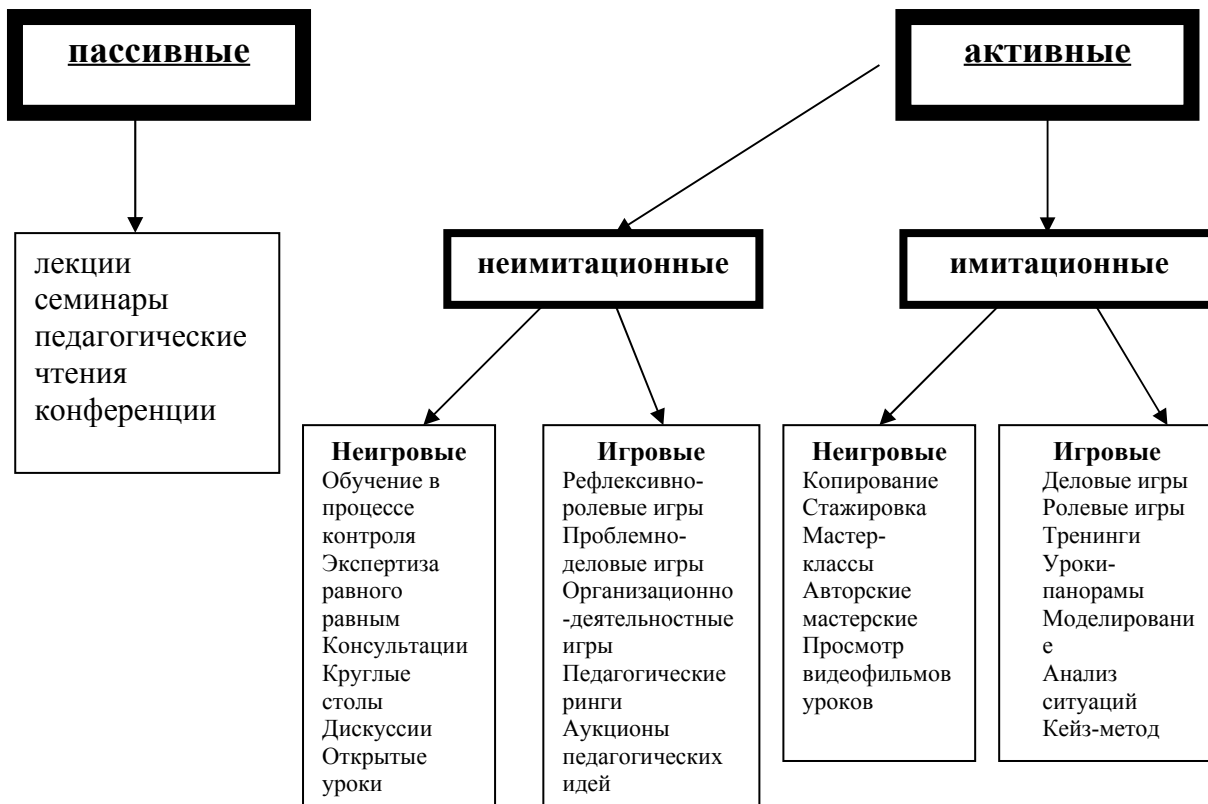 пассивные
активные
лекции
семинары
педагогические
чтения
конференции
неимитационные
имитационные
Неигровые
Обучение в
процессе
контроля
Экспертиза
равного
равным
Консультации
Круглые
столы
Дискуссии
Открытые
уроки
Игровые
Рефлексивно-
ролевые игры
Проблемно-
деловые игры
Организационно
-деятельностные
игры
Педагогические
ринги
Аукционы
педагогических
идей
Неигровые
Копирование
Стажировка
Мастер-
классы
Авторские
мастерские
Просмотр
видеофильмов
уроков
Игровые
Деловые игры
Ролевые игры
Тренинги
Уроки-
панорамы
Моделировани
е
Анализ
ситуаций
Кейз-метод